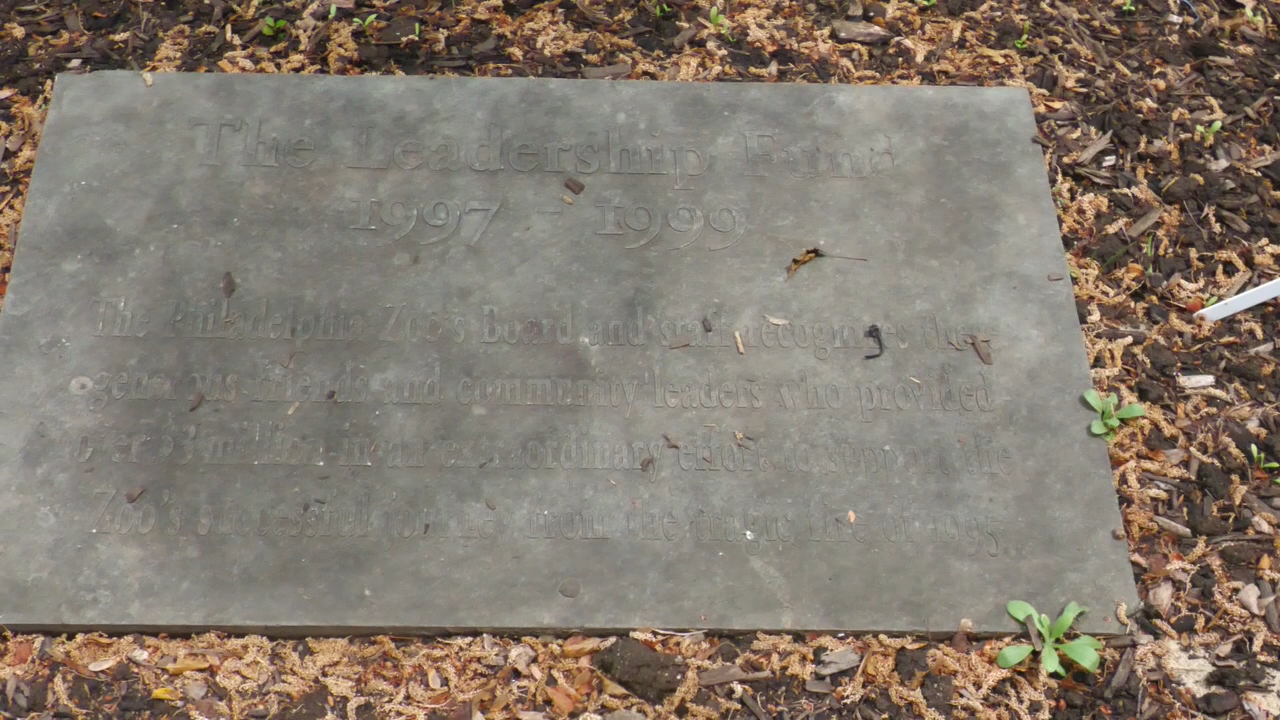 The Leadership Fund
1997 - 1999
The Philadelphia Zoo's Board and staff recognizes these
generous friends and community leaders who provided
over $3 million in an extraordinary effort to support the
Zoo's successful journey from the tragic fire of 1995